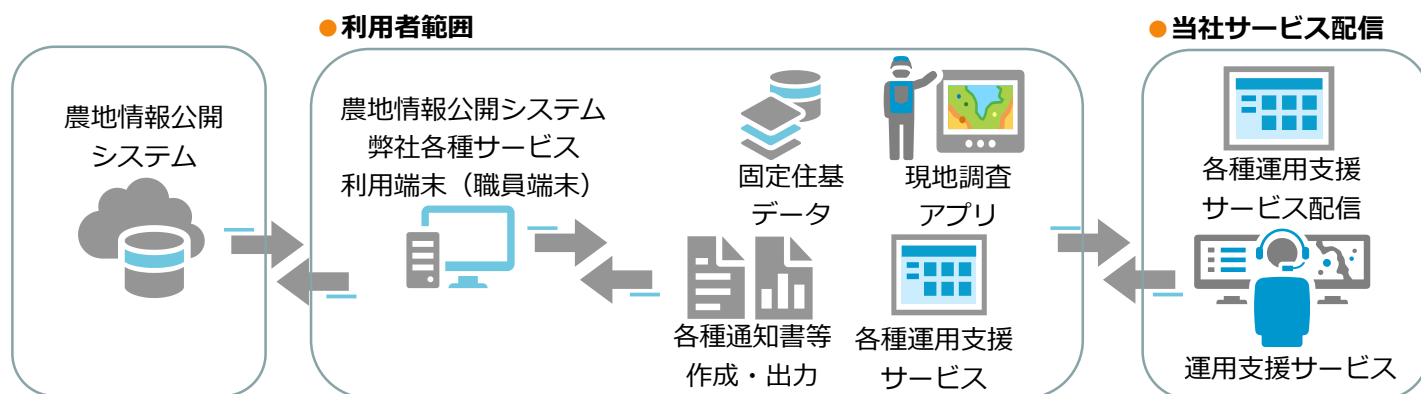 ●利用者範囲
●当社サービス配信
農地情報公開
システム
農地情報公開システム
弊社各種サービス
利用端末（職員端末）
固定住基
データ
現地調査
アプリ
各種通知書等
作成・出力
各種運用支援
サービス
各種運用支援
サービス配信
運用支援サービス